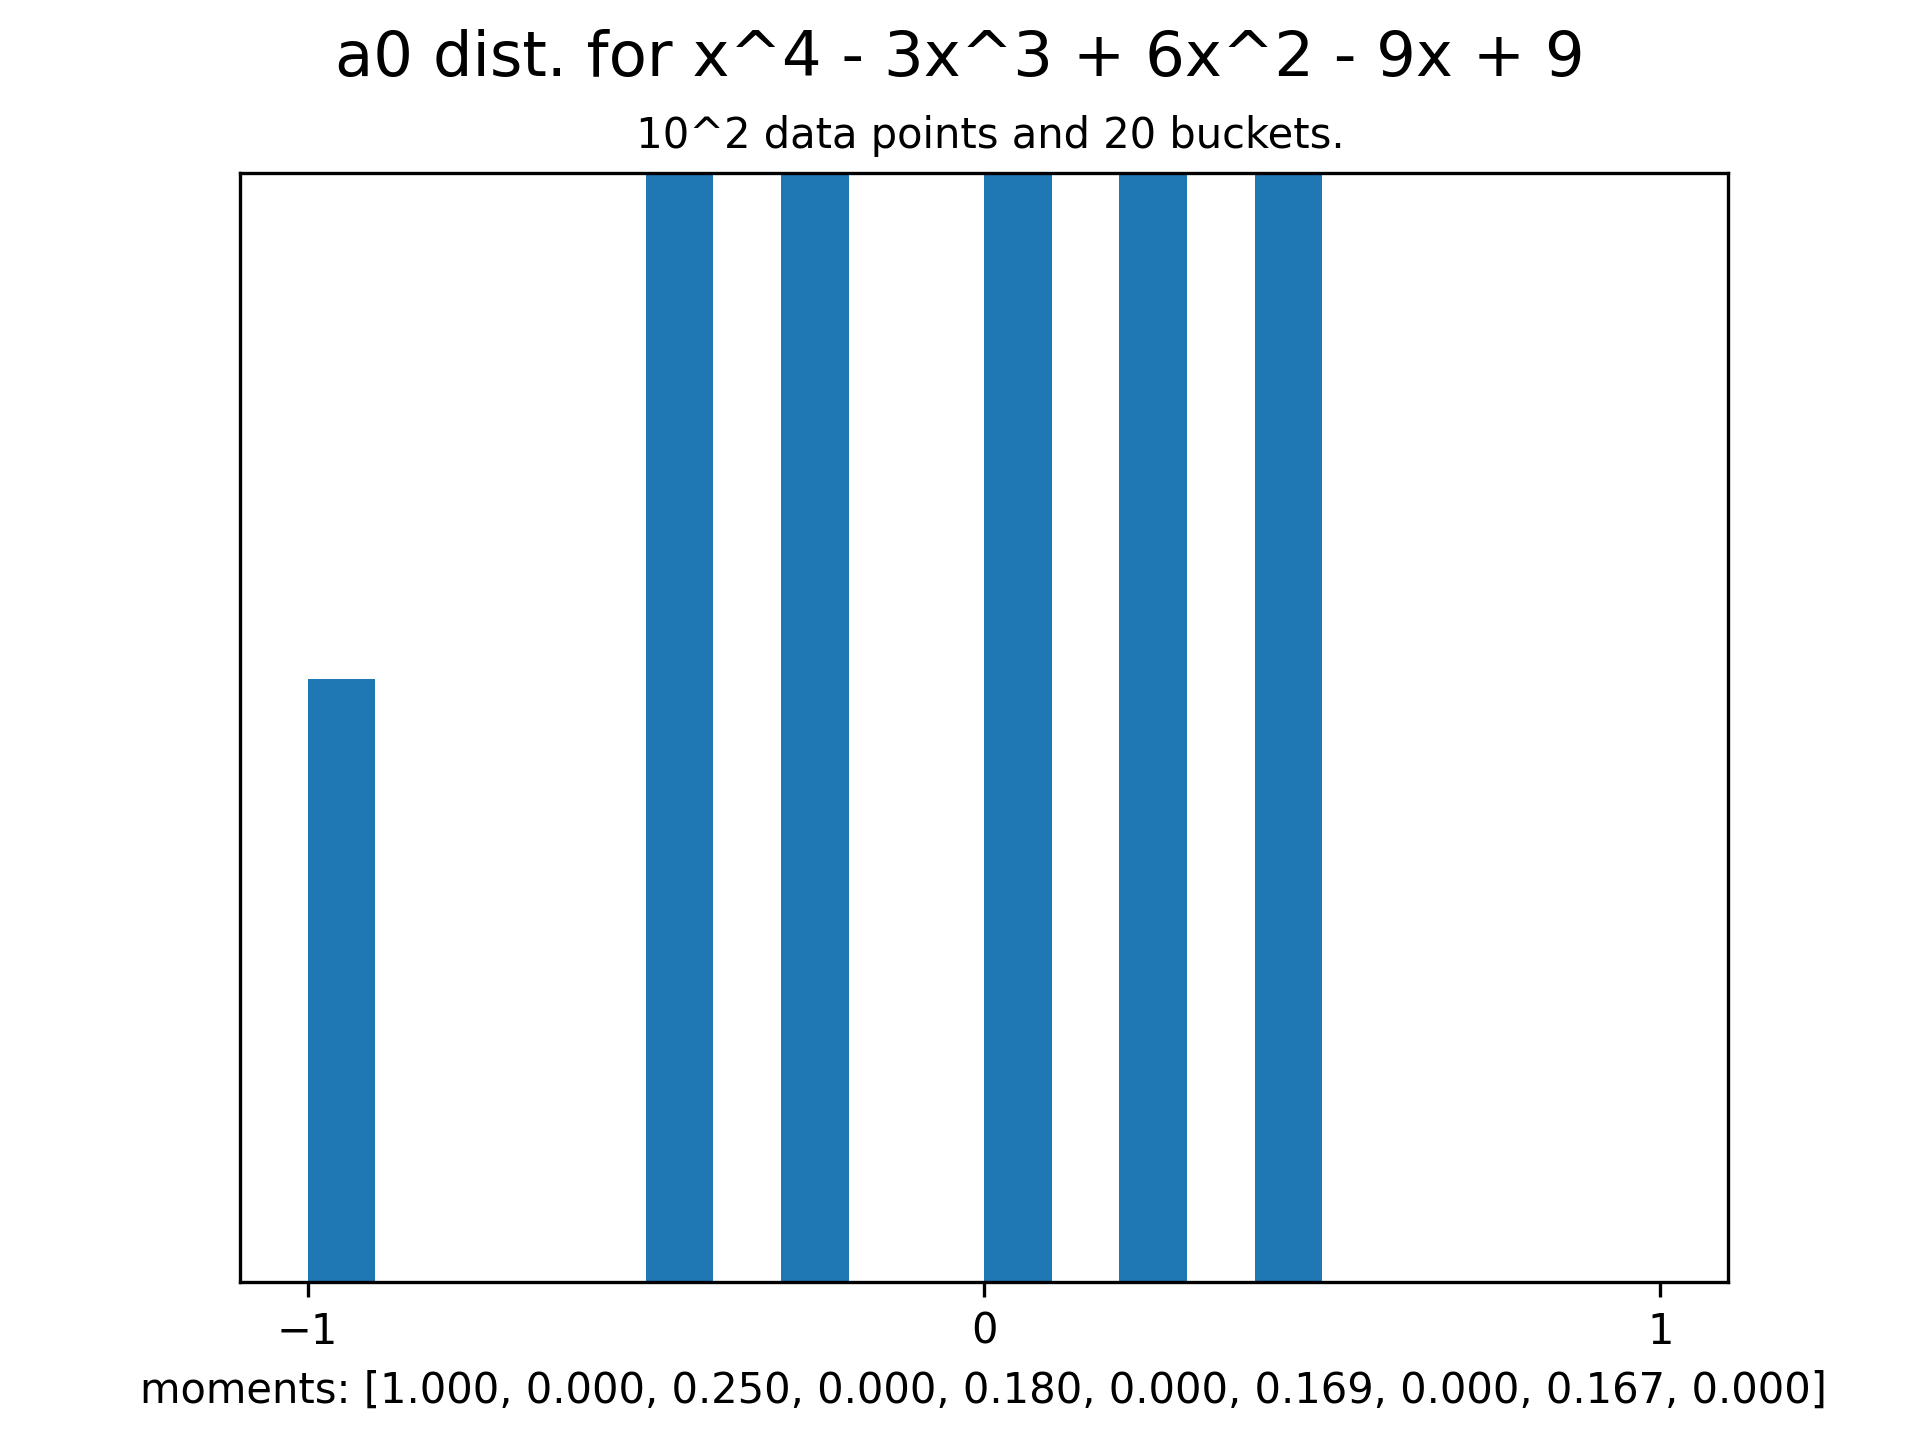 a0 dist. for x^4 - 3x^3 + 6x^2 - 9x + 9
10^2 data points and 20 buckets.
−1 0 1
moments: [1.000, 0.000, 0.250, 0.000, 0.180, 0.000, 0.169, 0.000, 0.167, 0.000]